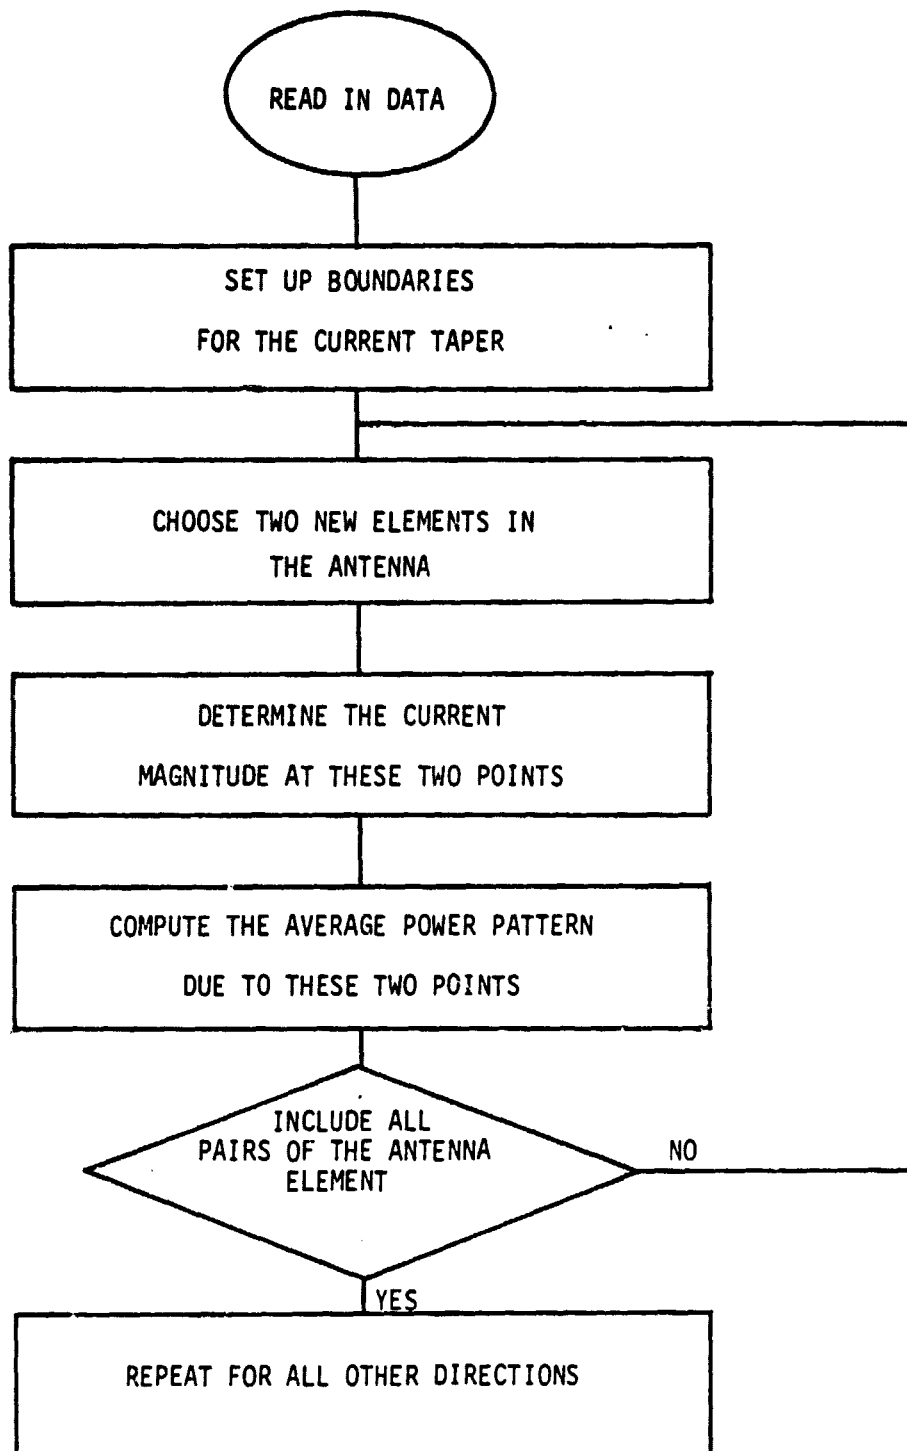 READ IN DATA
SET UP BOUNDARIES
FOR THE CURRENT TAPER
CHOOSE TWO NEW ELEMENTS IN
THE ANTENNA
DETERMINE THE CURRENT
MAGNITUDE AT THESE TWO POINTS
COMPUTE THE AVERAGE POWER PATTERN
DUE TO THESE TWO POINTS
INCLUDE ALL
PAIRS OF THE ANTENNA
ELEMENT
NO
YES
REPEAT FOR ALL OTHER DIRECTIONS